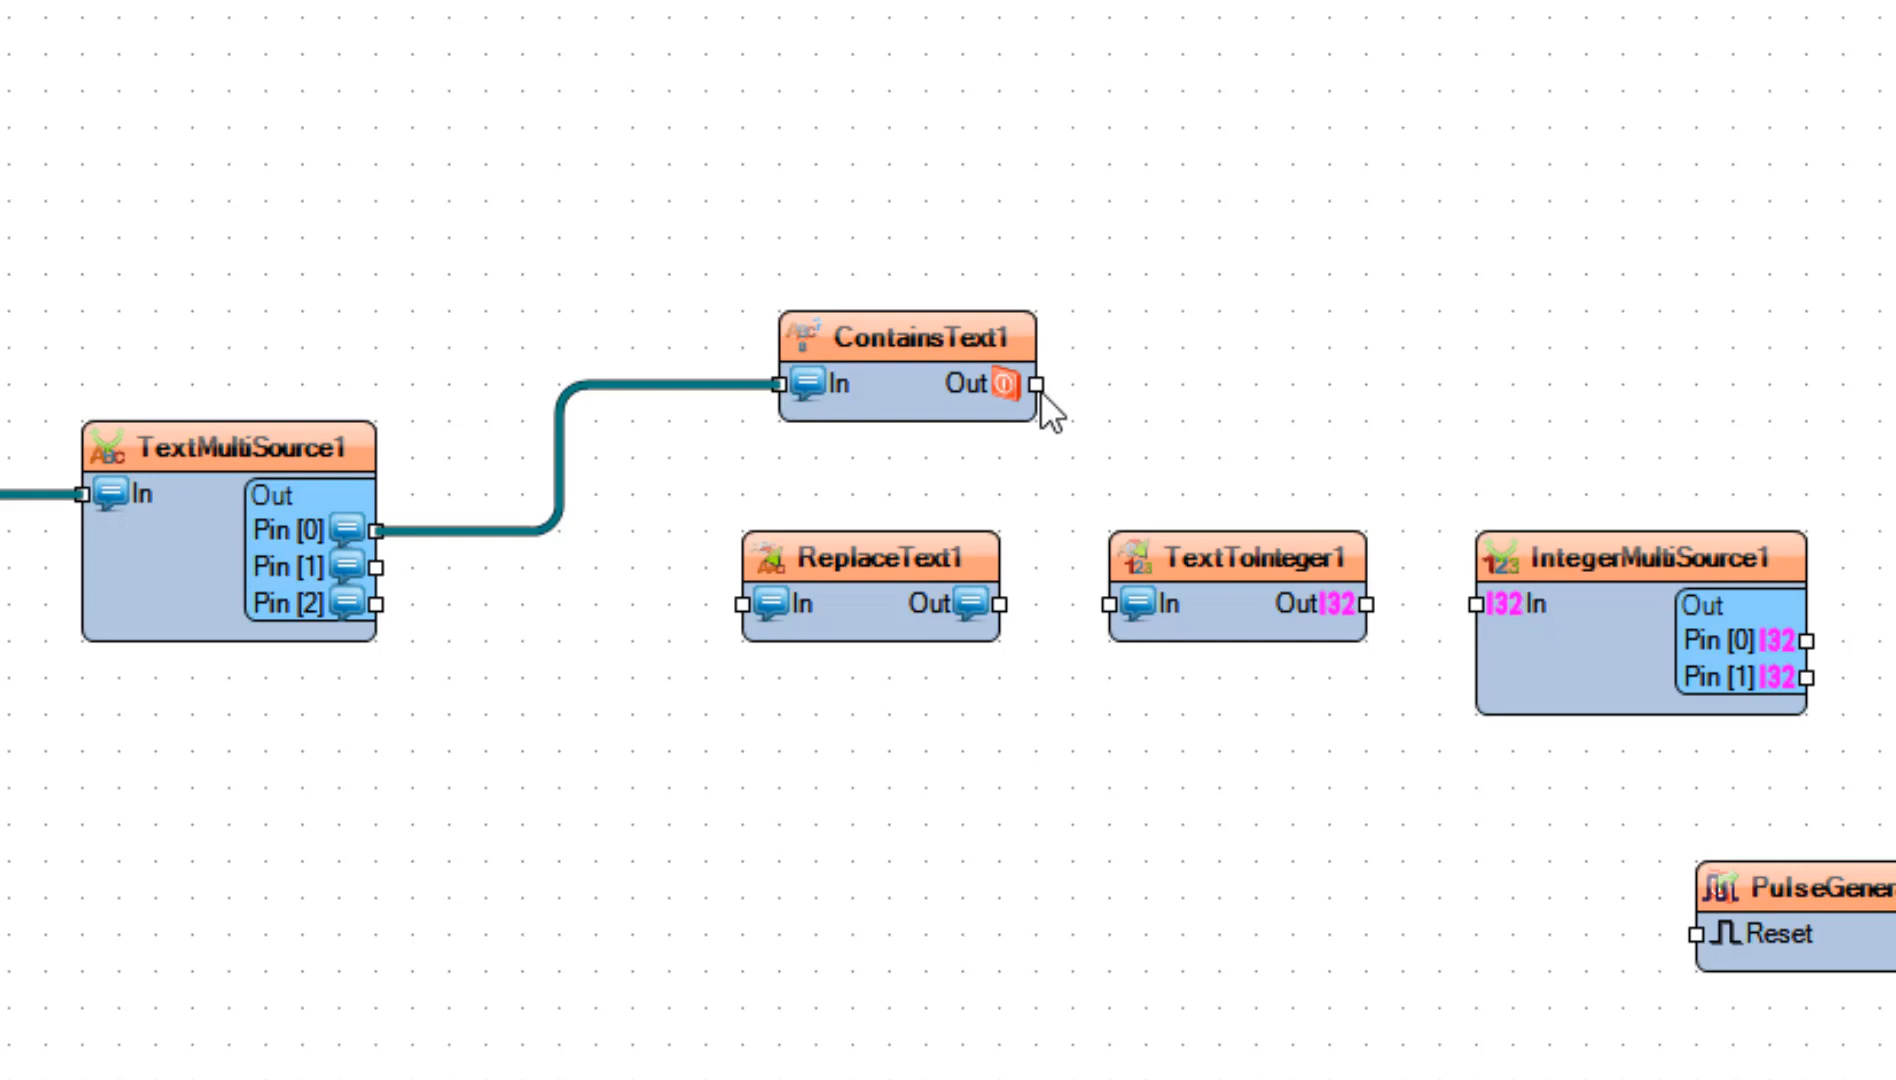 ContainsText1
In Out
TextMultiSource1
In
Out
Pin [0]
Pin [1]
Pin [2]
ReplaceText1
In Out
TextToInteger1
In Out I32
IntegerMultiSource1
I32 In
Out
Pin [0] I32
Pin [1] I32
PulseGener
Reset